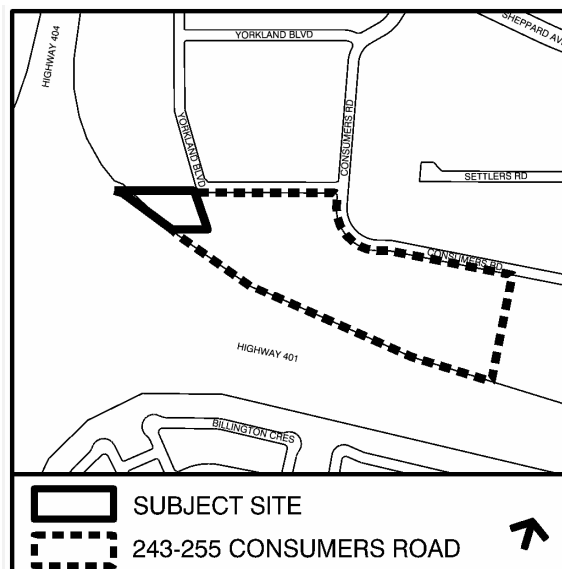 SHEPPARD AV
YORKLAND BLVD
HIGHWAY 404
YORKLAND BLVD
CONSUMERS RD
SETTLERS RD
CONSUMERS RD
HIGHWAY 401
BILLINGTON CRES
SUBJECT SITE
243-255 CONSUMERS ROAD